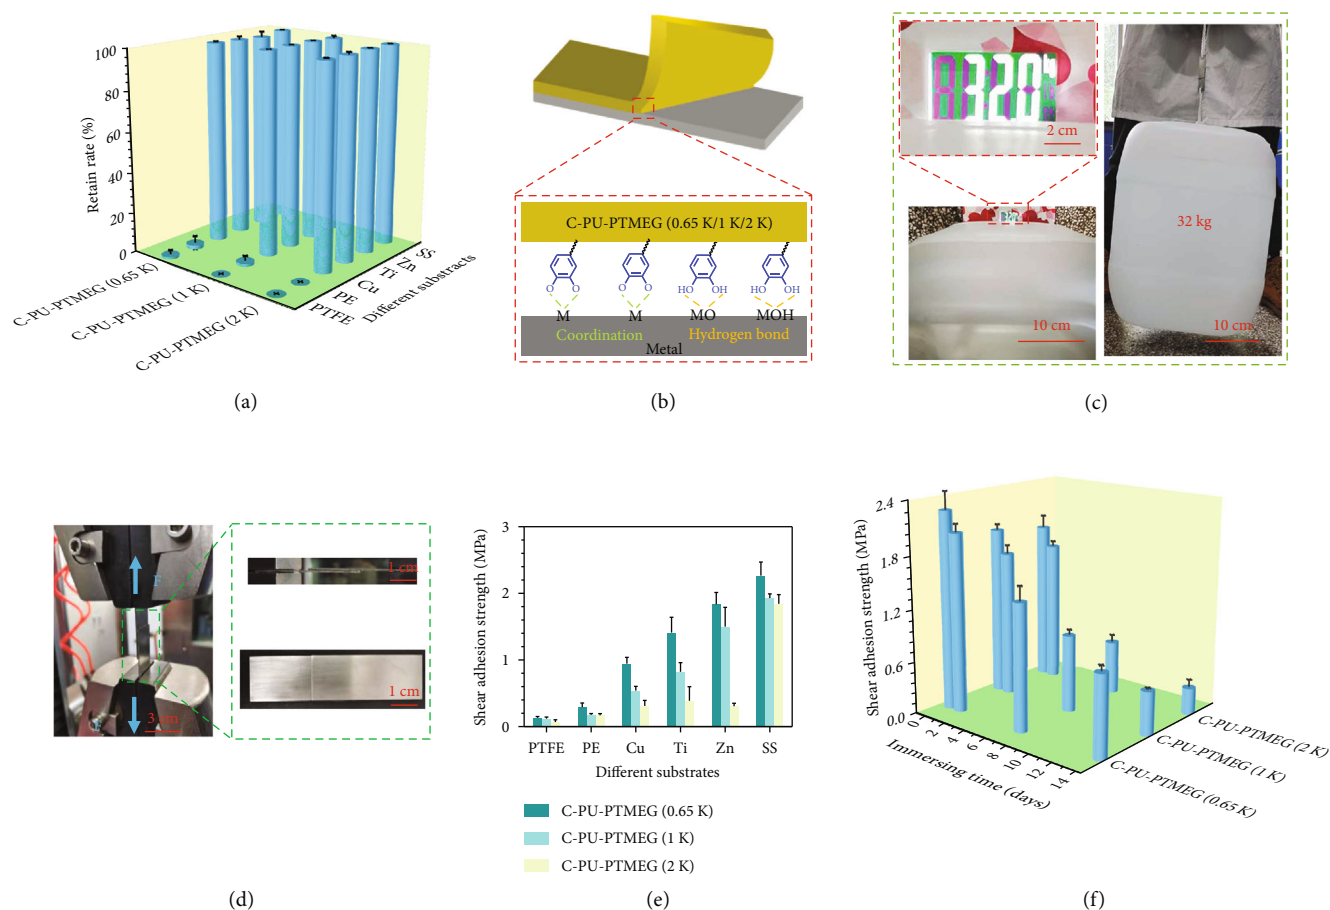 100
80
60
40
20
0
Retain rate (%)
C-PU-PTMEG (0.65 K)
C-PU-PTMEG (1 K)
C-PU-PTMEG (2 K)
PTFE
PE
Cu
Ti
Zn
SS
Different substracts
(a)
C-PU-PTMEG (0.65 K/1 K/2 K)
O O O O HO OH HO OH
M M MO MOH
Coordination Hydrogen bond
Metal
(b)
2 cm
10 cm
32 kg
10 cm
(c)
F
F
3 cm
1 cm
1 cm
(d)
3
2
1
0
Shear adhesion strength (MPa)
PTFE PE Cu Ti Zn SS
Different substrates
C-PU-PTMEG (0.65 K)
C-PU-PTMEG (1 K)
C-PU-PTMEG (2 K)
(e)
2.4
1.8
1.2
0.6
0.0
Shear adhesion strength (MPa)
0 2 4 6 8 10 12 14
Immersing time (days)
C-PU-PTMEG (2 K)
C-PU-PTMEG (1 K)
C-PU-PTMEG (0.65 K)
(f)